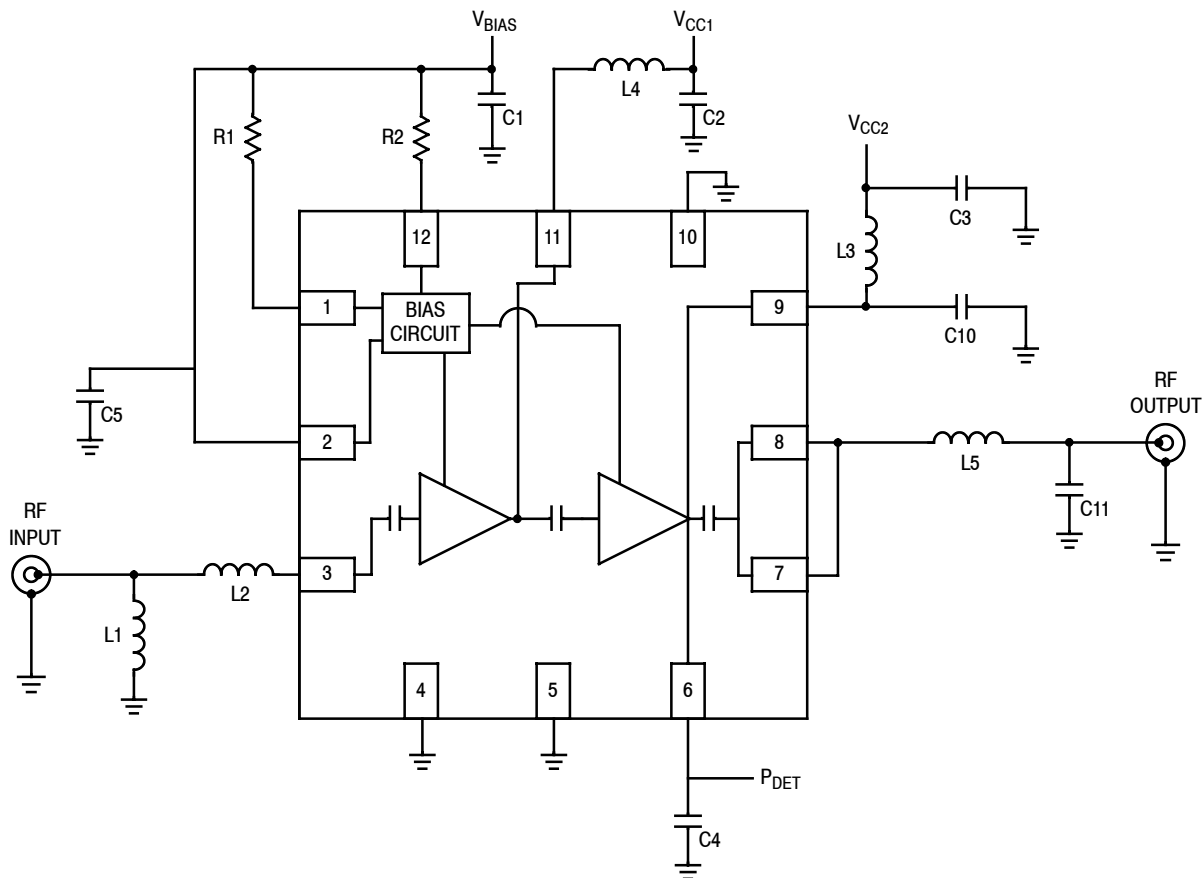 VBIAS
VCC1
L4
C1
C2
R1
R2
VCC2
C3
12
11
10
L3
1
BIAS
CIRCUIT
9
C10
C5
RF
OUTPUT
2
8
L5
C11
RF
INPUT
3
7
L2
L1
4
5
6
PDET
C4